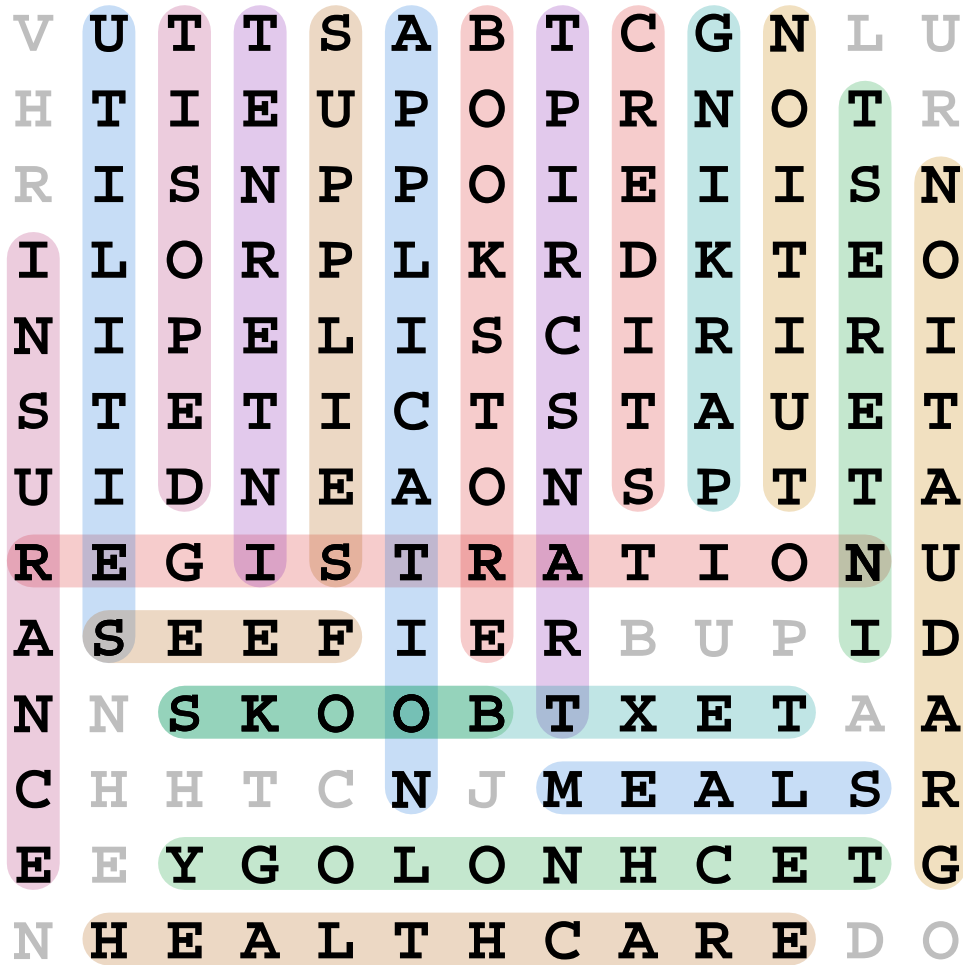 V U T T S A B T C G N L U
H T I E U P O P R N O T R
R I S N P P O I E I I S N
I L O R P L K R D K T E O
N I P E L I S C I R I R I
S T E T I C T S T A U E T
U I D N E A O N S P T T A
R E G I S T R A T I O N U
A S E E F I E R B U P I D
N N S K O O B T X E T A A
C H H T C N J M E A L S R
E E Y G O L O N H C E T G
N H E A L T H C A R E D O